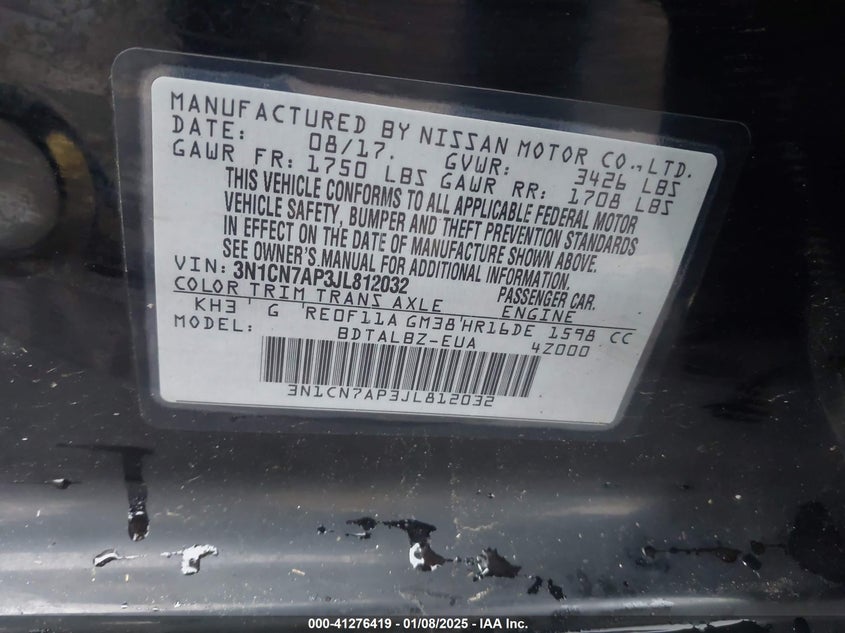 MANUFACTURED BY NISSAN MOTOR CO.,LTD.
DATE: 08/17. GVWR: 3426 LBS
GAWR FR: 1750 LBS GAWR RR: 1708 LBS
THIS VEHICLE CONFORMS TO ALL APPLICABLE FEDERAL MOTOR
VEHICLE SAFETY, BUMPER AND THEFT PREVENTION STANDARDS
IN EFFECT ON THE DATE OF MANUFACTURE SHOWN ABOVE.
SEE OWNER'S MANUAL FOR ADDITIONAL INFORMATION.
VIN: 3N1CN7AP3JL812032 PASSENGER CAR.
COLOR TRIM TRANS AXLE ENGINE
KH3 ' G 'RE0F11A GM38'HR16DE 1598 CC
MODEL: BDTALBZ-EUA 4Z000
3N1CN7AP3JL812032
000-41276419 — 01/08/2025 — IAA Inc.